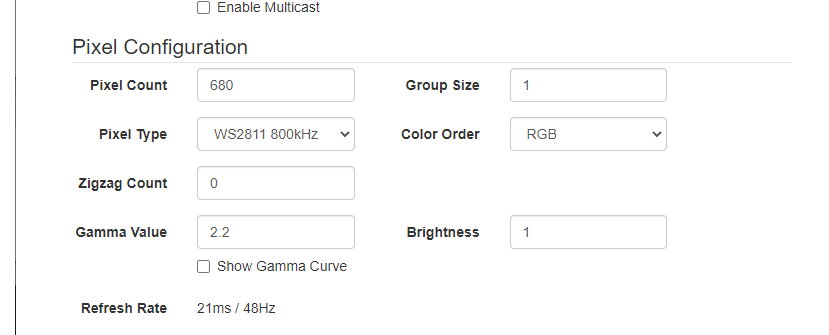 Enable Multicast
Pixel Configuration
Pixel Count 680 Group Size 1
Pixel Type WS2811 800kHz Color Order RGB
Zigzag Count 0
Gamma Value 2.2 Brightness 1
Show Gamma Curve
Refresh Rate 21ms / 48Hz